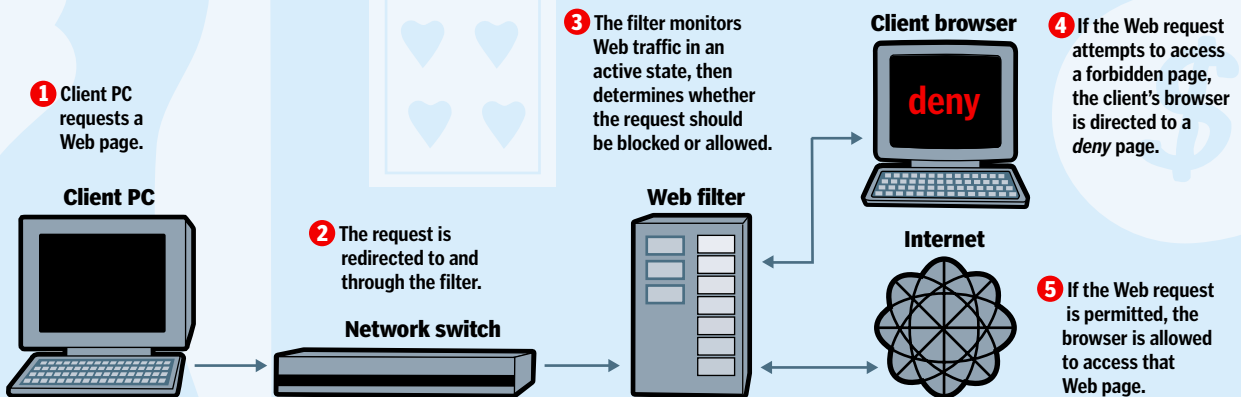 1 Client PC
requests a
Web page.
Client PC
2 The request is
redirected to and
through the filter.
Network switch
3 The filter monitors
Web traffic in an
active state, then
determines whether
the request should
be blocked or allowed.
Web filter
Client browser
deny
4 If the Web request
attempts to access
a forbidden page,
the client's browser
is directed to a
deny page.
$
Internet
5 If the Web request
is permitted, the
browser is allowed
to access that
Web page.